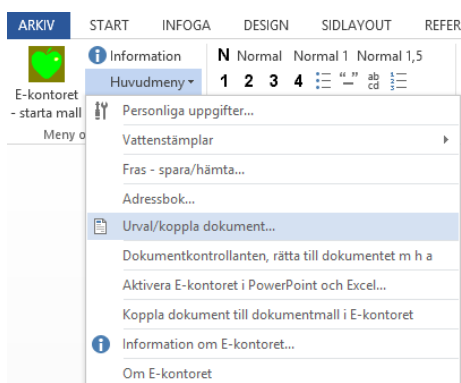 ARKIV START INFOGA DESIGN SIDLAYOUT REFER
Information N Normal Normal 1 Normal 1,5
Huvudmeny 1 2 3 4 “ ” ab cd
E-kontoret
- starta mall
Meny o
Personliga uppgifter...
Vattenstämplar
Fras - spara/hämta...
Adressbok...
Urval/koppla dokument...
Dokumentkontrollanten, rätta till dokumentet m h a
Aktivera E-kontoret i PowerPoint och Excel...
Koppla dokument till dokumentmall i E-kontoret
Information om E-kontoret...
Om E-kontoret